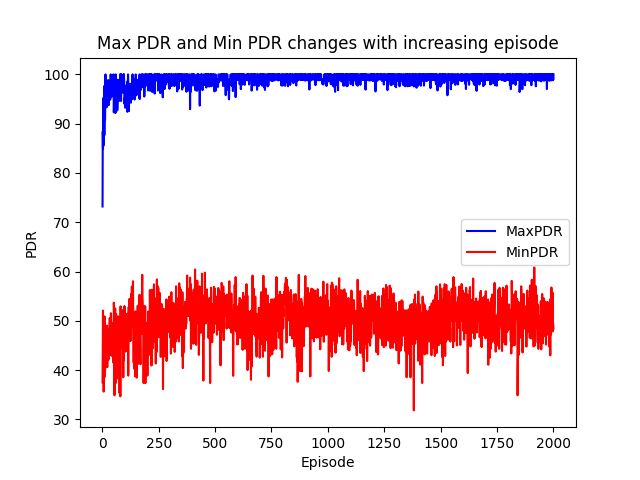 Max PDR and Min PDR changes with increasing episode
100
90
80
70
60
50
40
30
PDR
MaxPDR
MinPDR
0 250 500 750 1000 1250 1500 1750 2000
Episode